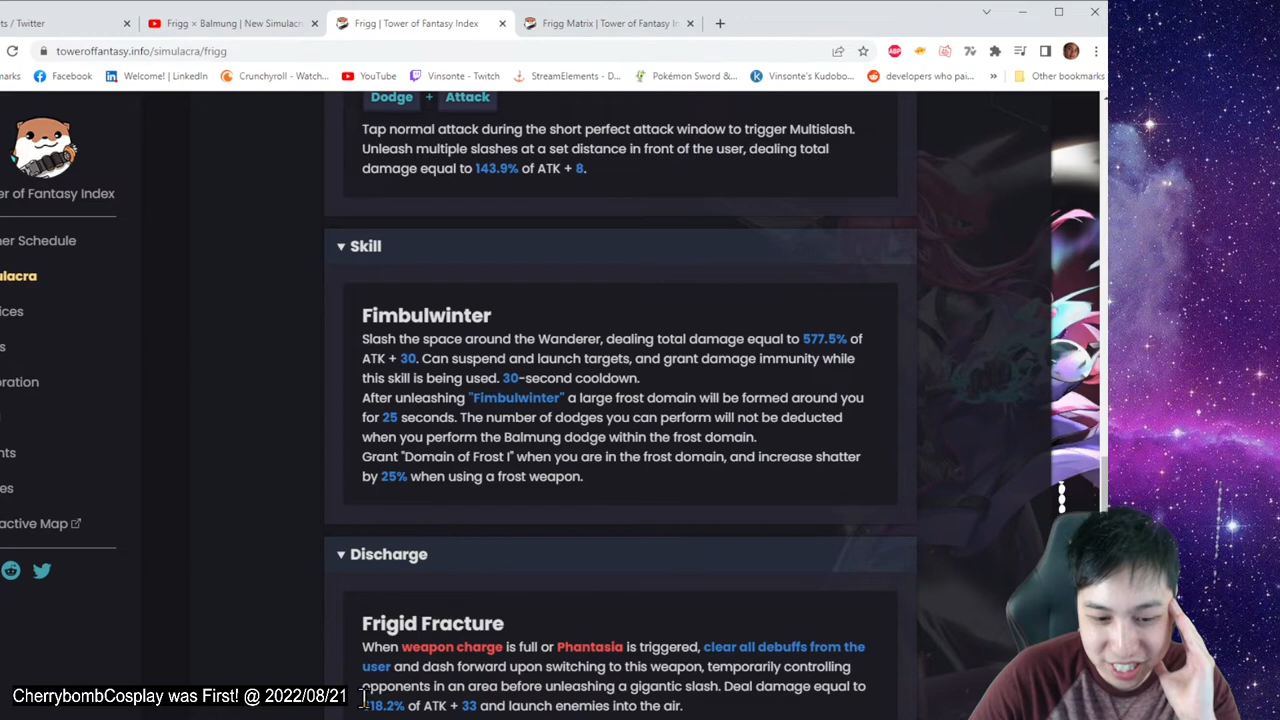 ts / Twitter
Frigg × Balmung | New Simulacr
Frigg | Tower of Fantasy Index
Frigg Matrix | Tower of Fantasy In
toweroffantasy.info/simulacra/frigg
marks
Facebook
Welcome! | LinkedIn
Crunchyroll - Watch...
YouTube
Vinsonte - Twitch
StreamElements - D...
Pokémon Sword &...
Vinsonte's Kudobo...
developers who pai...
»
Other bookmarks
ABP
er of Fantasy Index
ner Schedule
ulacra
ices
s
oration
nts
es
active Map
Dodge + Attack
Tap normal attack during the short perfect attack window to trigger Multislash.
Unleash multiple slashes at a set distance in front of the user, dealing total
damage equal to 143.9% of ATK + 8.
Skill
Fimbulwinter
Slash the space around the Wanderer, dealing total damage equal to 577.5% of
ATK + 30. Can suspend and launch targets, and grant damage immunity while
this skill is being used. 30-second cooldown.
After unleashing "Fimbulwinter" a large frost domain will be formed around you
for 25 seconds. The number of dodges you can perform will not be deducted
when you perform the Balmung dodge within the frost domain.
Grant "Domain of Frost I" when you are in the frost domain, and increase shatter
by 25% when using a frost weapon.
Discharge
Frigid Fracture
When weapon charge is full or Phantasia is triggered, clear all debuffs from the
user and dash forward upon switching to this weapon, temporarily controlling
opponents in an area before unleashing a gigantic slash. Deal damage equal to
18.2% of ATK + 33 and launch enemies into the air.
CherrybombCosplay was First! @ 2022/08/21